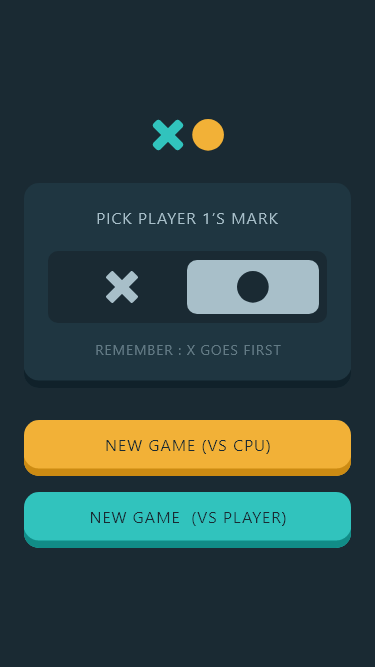 PICK PLAYER 1'S MARK
REMEMBER : X GOES FIRST
NEW GAME (VS CPU)
NEW GAME (VS PLAYER)